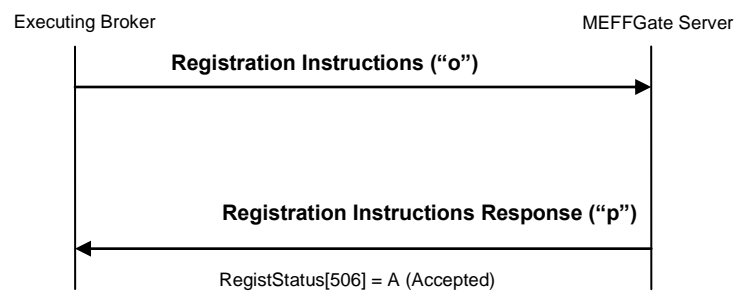 Executing Broker
MEFFGate Server
Registration Instructions (“o”)
Registration Instructions Response (“p”)
RegistStatus[506] = A (Accepted)